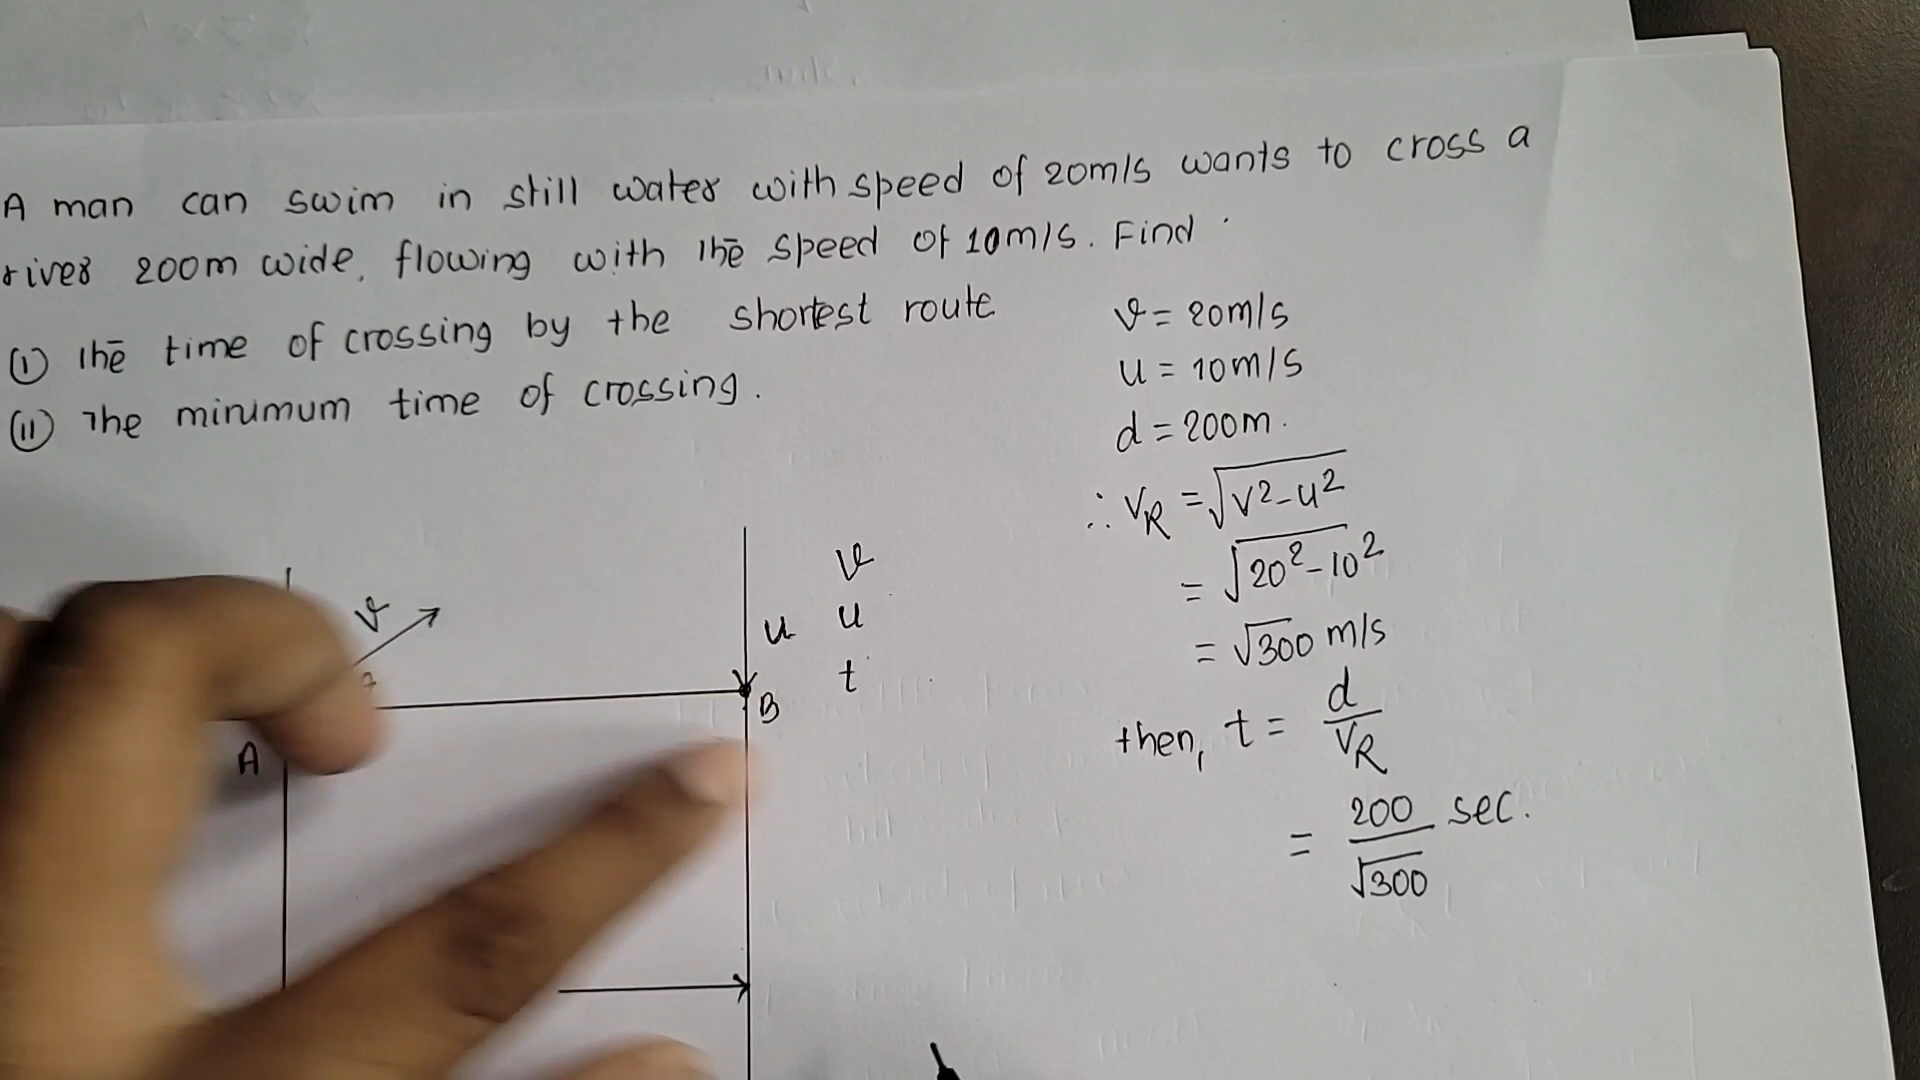 A man can swim in still water with speed of 20m/s wants to cross a
river 200m wide, flowing with the speed of 10m/s. Find
(i) The time of crossing by the shortest route
(ii) The minimum time of crossing.
v = 20m/s
u = 10m/s
d = 200m.
∴ VR = √v²-u²
= √20²-10²
= √300 m/s
then, t = d/VR
= 200/√300 sec.
v
v
u
u
t
B
A